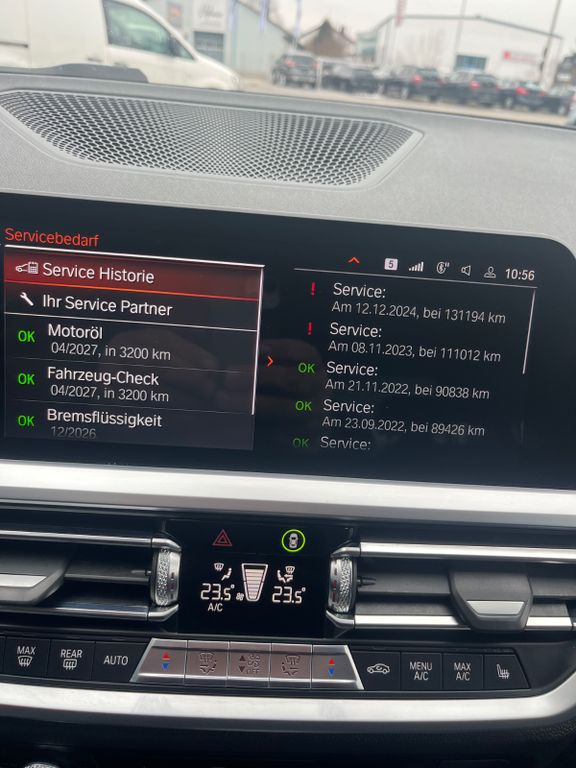 Servicebedarf
Service Historie
Ihr Service Partner
OK Motoröl
04/2027, in 3200 km
OK Fahrzeug-Check
04/2027, in 3200 km
OK Bremsflüssigkeit
12/2026
5 10:56
! Service:
Am 12.12.2024, bei 131194 km
! Service:
Am 08.11.2023, bei 111012 km
OK Service:
Am 21.11.2022, bei 90838 km
OK Service:
Am 23.09.2022, bei 89426 km
OK Service:
23.5° 23.5°
A/C
MAX
REAR
AUTO
OFF
MENU
A/C
MAX
A/C